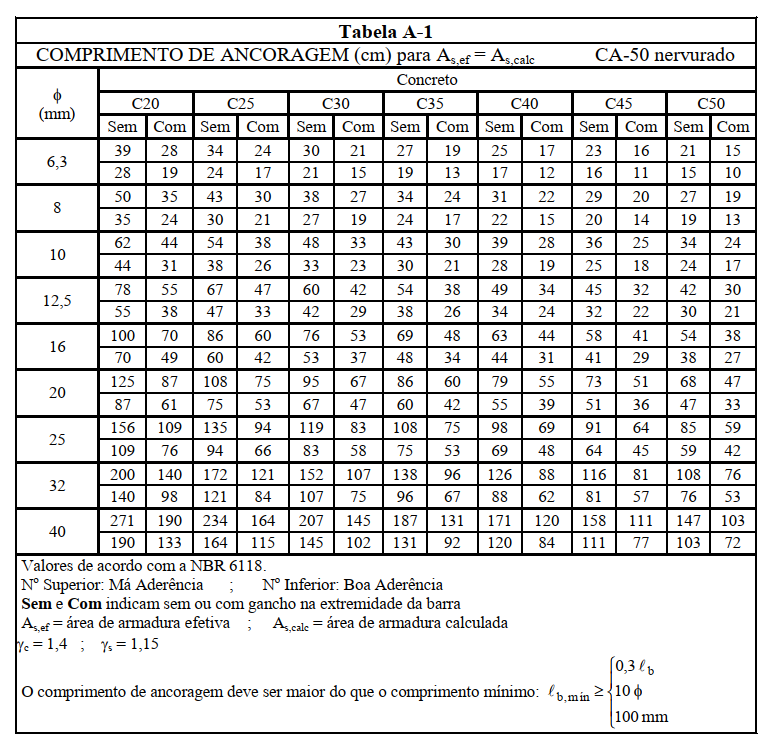 Tabela A-1
COMPRIMENTO DE ANCORAGEM (cm) para As,ef = As,calc CA-50 nervurado
ϕ (mm) Concreto
C20 C25 C30 C35 C40 C45 C50
Sem Com Sem Com Sem Com Sem Com Sem Com Sem Com Sem Com
6,3 39 28 34 24 30 21 27 19 25 17 23 16 21 15
28 19 24 17 21 15 19 13 17 12 16 11 15 10
8 50 35 43 30 38 27 34 24 31 22 29 20 27 19
35 24 30 21 27 19 24 17 22 15 20 14 19 13
10 62 44 54 38 48 33 43 30 39 28 36 25 34 24
44 31 38 26 33 23 30 21 28 19 25 18 24 17
12,5 78 55 67 47 60 42 54 38 49 34 45 32 42 30
55 38 47 33 42 29 38 26 34 24 32 22 30 21
16 100 70 86 60 76 53 69 48 63 44 58 41 54 38
70 49 60 42 53 37 48 34 44 31 41 29 38 27
20 125 87 108 75 95 67 86 60 79 55 73 51 68 47
87 61 75 53 67 47 60 42 55 39 51 36 47 33
25 156 109 135 94 119 83 108 75 98 69 91 64 85 59
109 76 94 66 83 58 75 53 69 48 64 45 59 42
32 200 140 172 121 152 107 138 96 126 88 116 81 108 76
140 98 121 84 107 75 96 67 88 62 81 57 76 53
40 271 190 234 164 207 145 187 131 171 120 158 111 147 103
190 133 164 115 145 102 131 92 120 84 111 77 103 72
Valores de acordo com a NBR 6118.
Nº Superior: Má Aderência ; Nº Inferior: Boa Aderência
Sem e Com indicam sem ou com gancho na extremidade da barra
As,ef = área de armadura efetiva ; As,calc = área de armadura calculada
γc = 1,4 ; γs = 1,15
O comprimento de ancoragem deve ser maior do que o comprimento mínimo: ℓb,mín ≥ { 0,3 ℓb
10 ϕ
100 mm